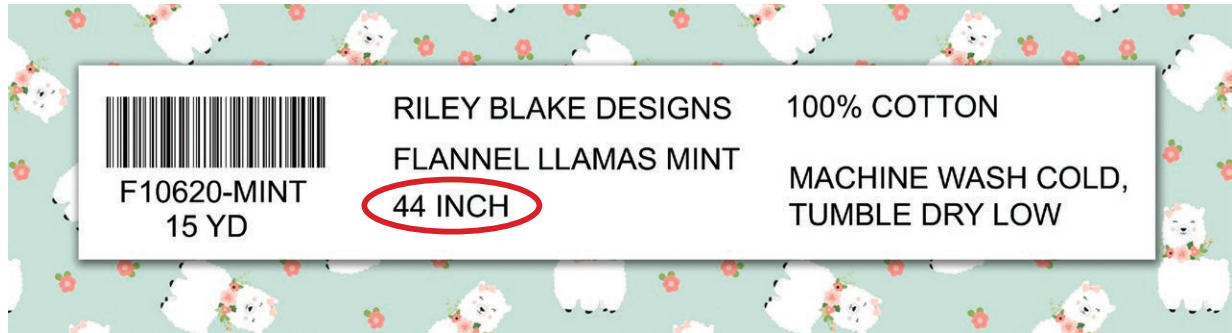 F10620-MINT
15 YD
RILEY BLAKE DESIGNS
FLANNEL LLAMAS MINT
44 INCH
100% COTTON
MACHINE WASH COLD,
TUMBLE DRY LOW